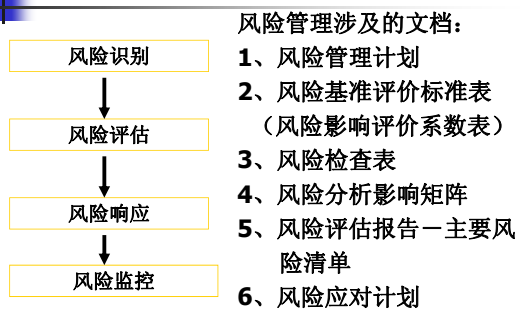 风险识别
风险评估
风险响应
风险监控
风险管理涉及的文档：
1、风险管理计划
2、风险基准评价标准表
（风险影响评价系数表）
3、风险检查表
4、风险分析影响矩阵
5、风险评估报告－主要风
险清单
6、风险应对计划